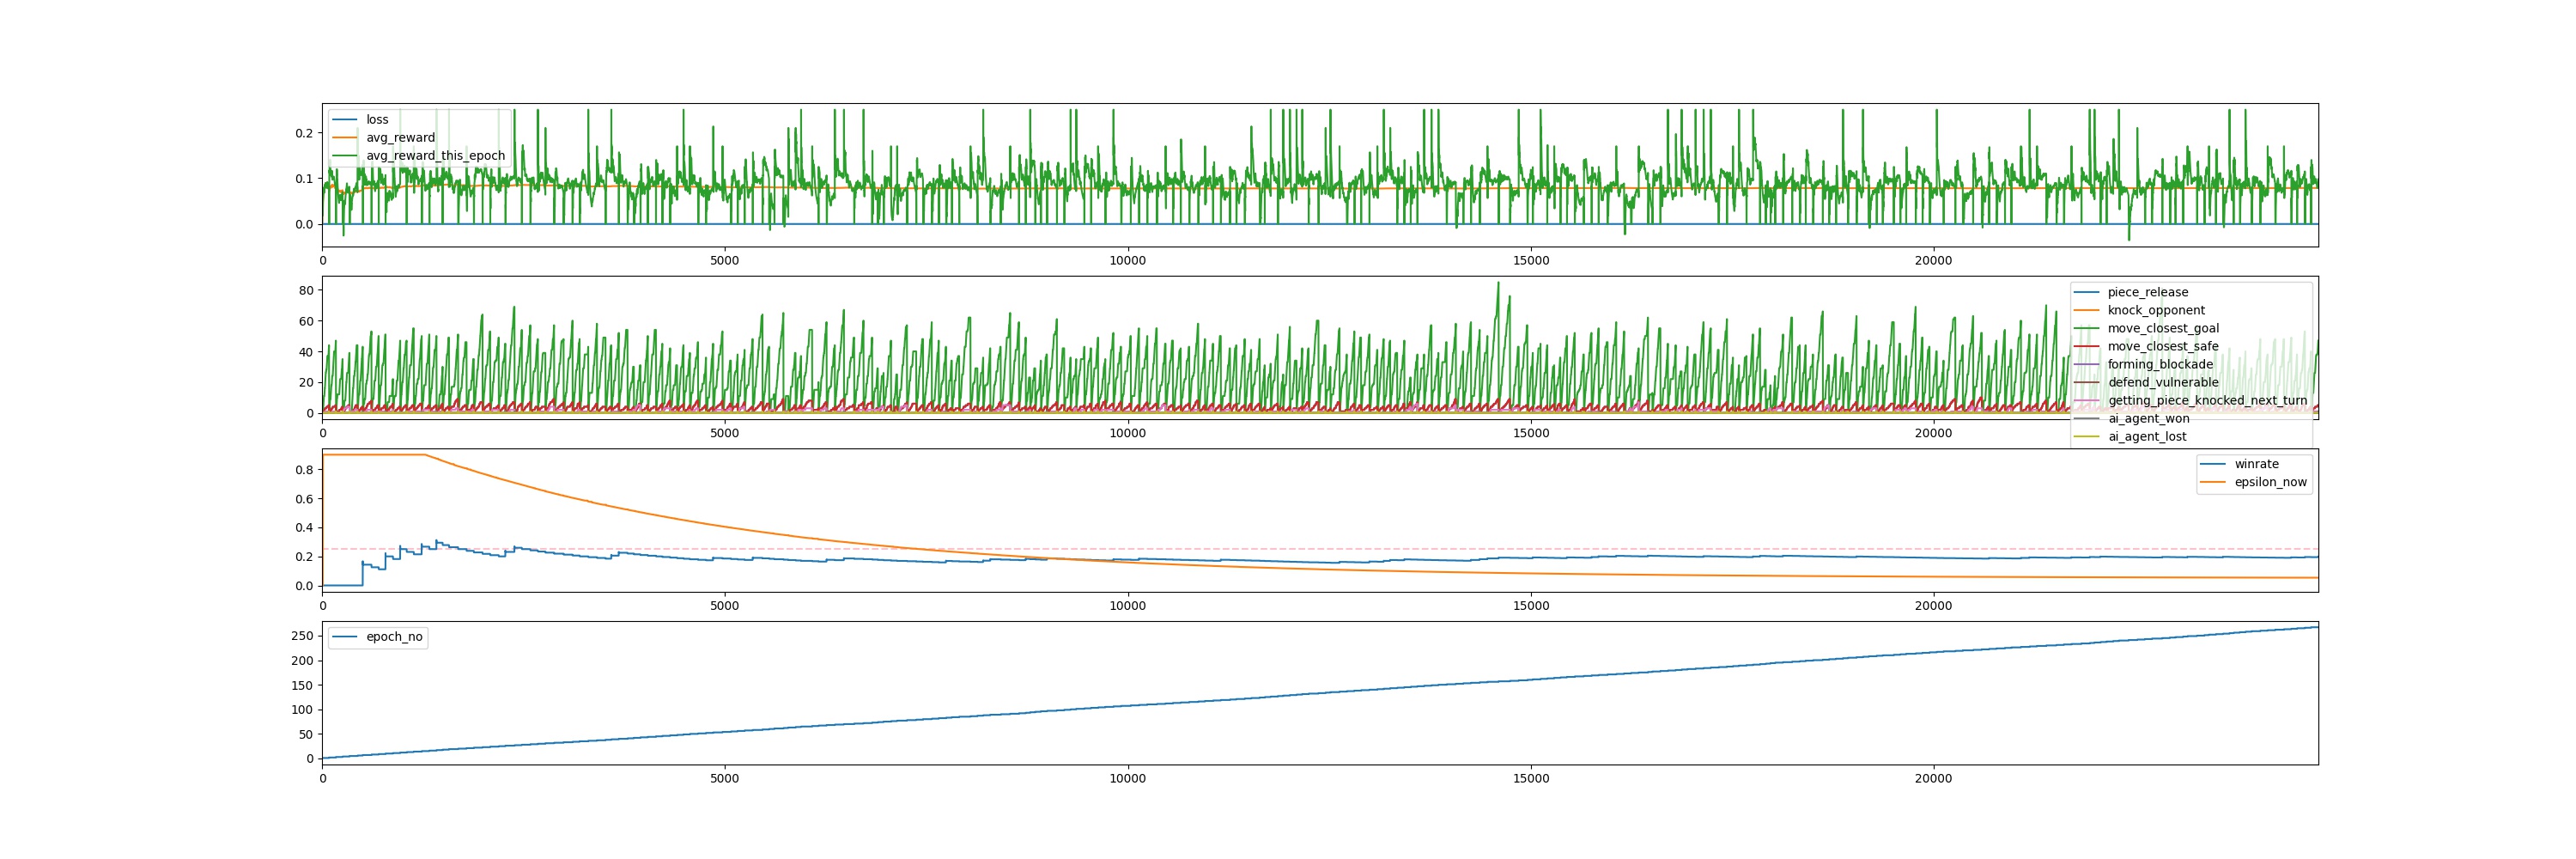 loss
avg_reward
avg_reward_this_epoch
0.2
0.1
0.0
0 5000 10000 15000 20000
piece_release
knock_opponent
move_closest_goal
move_closest_safe
forming_blockade
defend_vulnerable
getting_piece_knocked_next_turn
ai_agent_won
ai_agent_lost
80
60
40
20
0
0 5000 10000 15000 20000
winrate
epsilon_now
0.8
0.6
0.4
0.2
0.0
0 5000 10000 15000 20000
epoch_no
250
200
150
100
50
0
0 5000 10000 15000 20000